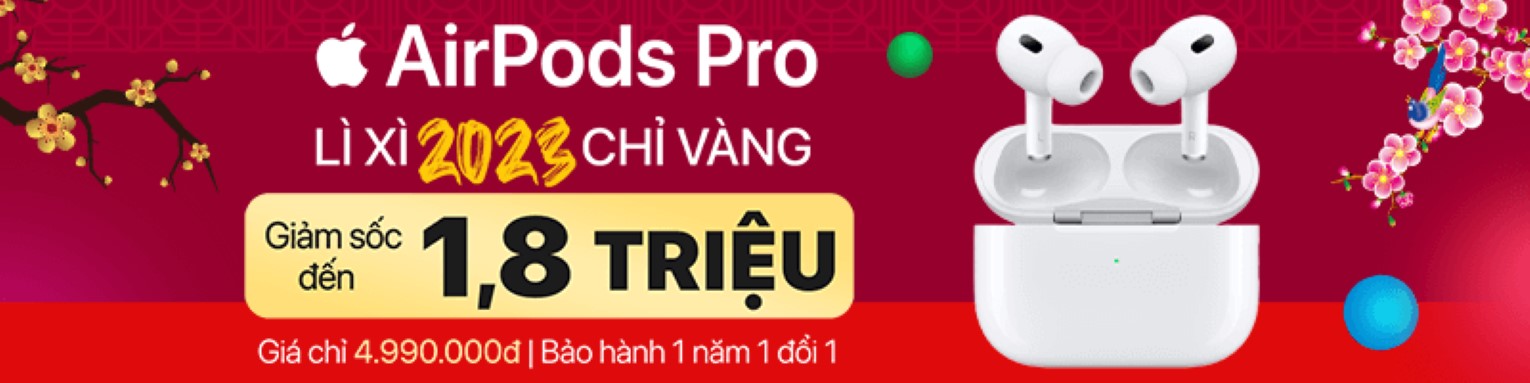 AirPods Pro
LÌ XÌ 2023 CHỈ VÀNG
Giảm sốc
đến
1,8 TRIỆU
Giá chỉ 4.990.000đ | Bảo hành 1 năm 1 đổi 1
L
R